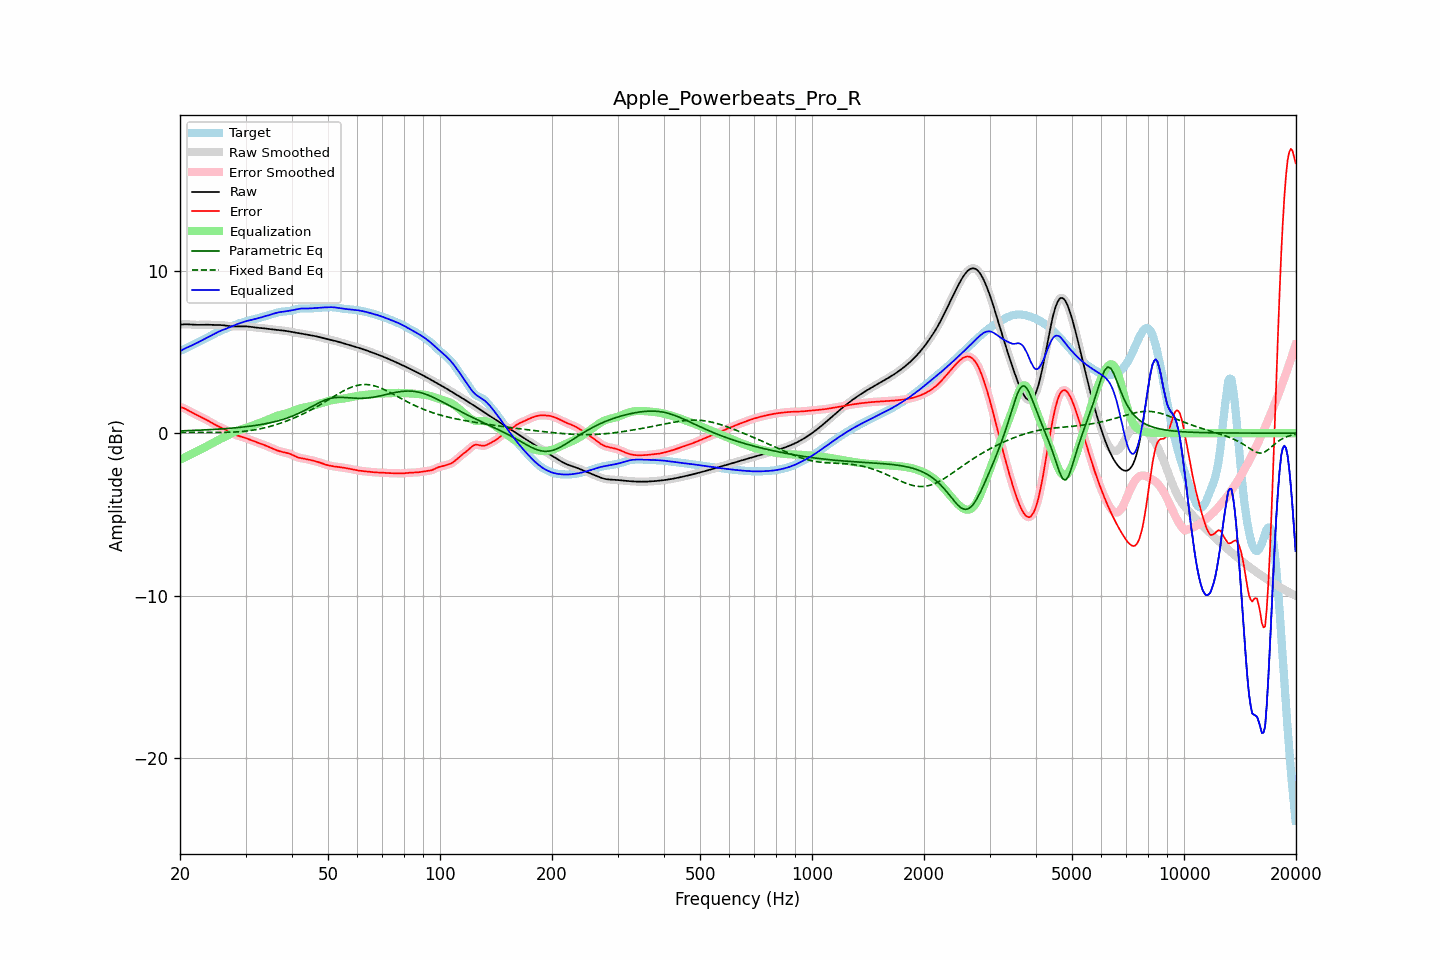 Apple_Powerbeats_Pro_R
Target
Raw Smoothed
Error Smoothed
Raw
Error
Equalization
Parametric Eq
Fixed Band Eq
Equalized
Amplitude (dBr)
10
0
−10
−20
20 50 100 200 500 1000 2000 5000 10000 20000
Frequency (Hz)